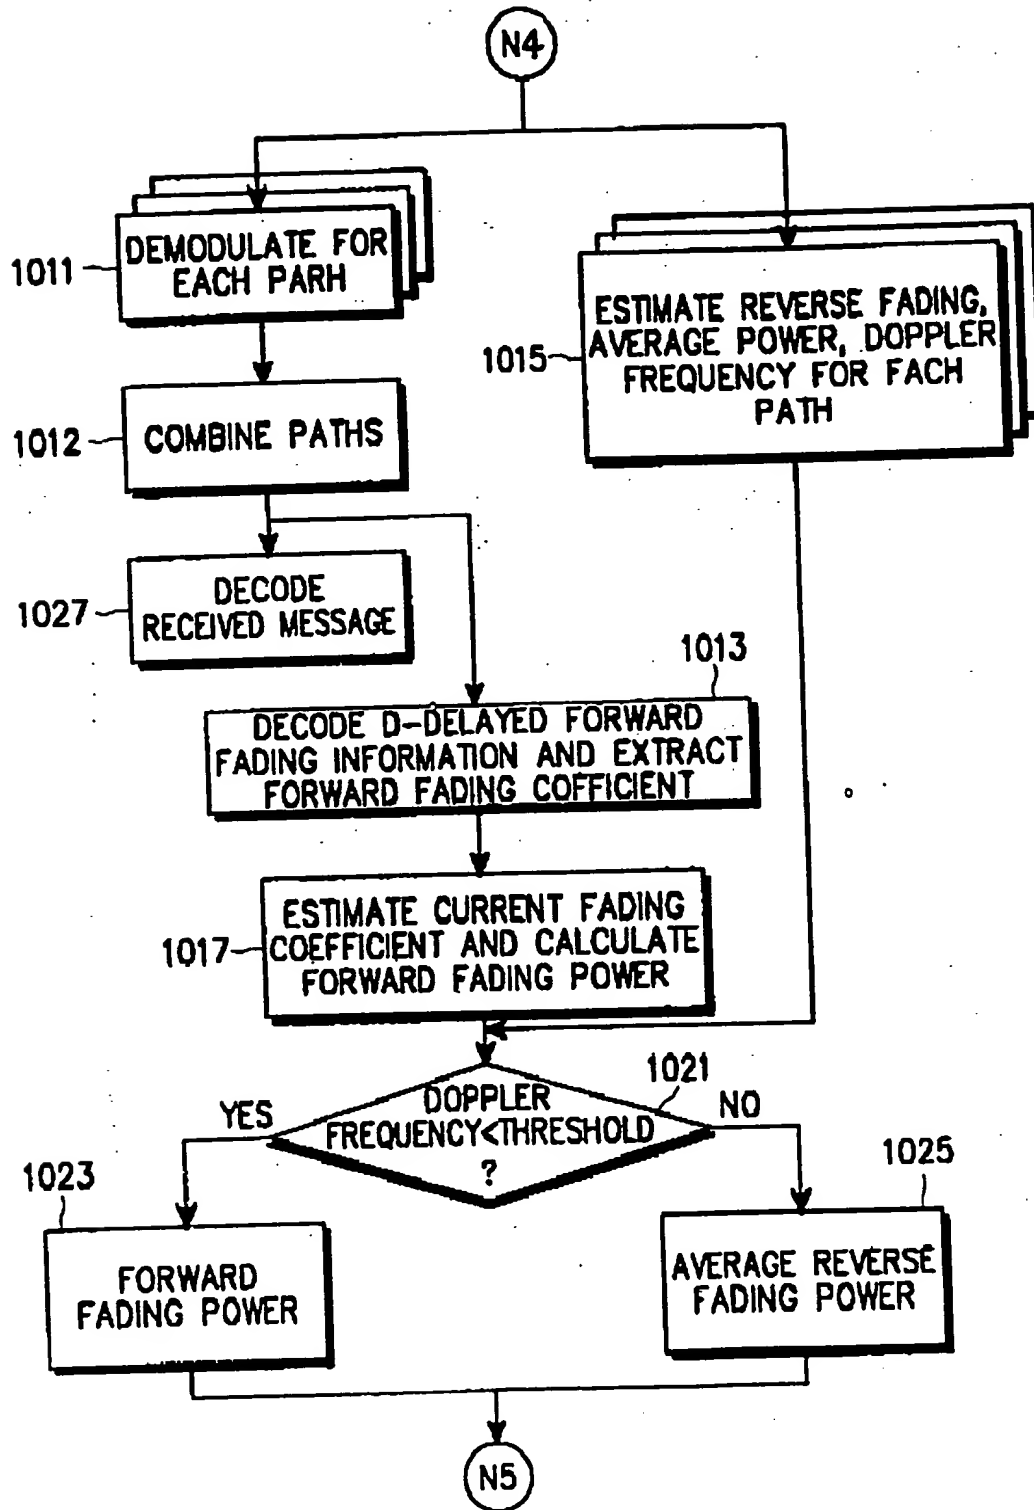 N4
1011
DEMODULATE FOR
EACH PARH
1015
ESTIMATE REVERSE FADING,
AVERAGE POWER, DOPPLER
FREQUENCY FOR FACH
PATH
1012
COMBINE PATHS
1027
DECODE
RECEIVED MESSAGE
1013
DECODE D-DELAYED FORWARD
FADING INFORMATION AND EXTRACT
FORWARD FADING COFFICIENT
1017
ESTIMATE CURRENT FADING
COEFFICIENT AND CALCULATE
FORWARD FADING POWER
1021
DOPPLER
FREQUENCY<THRESHOLD
?
YES
NO
1023
FORWARD
FADING POWER
1025
AVERAGE REVERSE
FADING POWER
N5